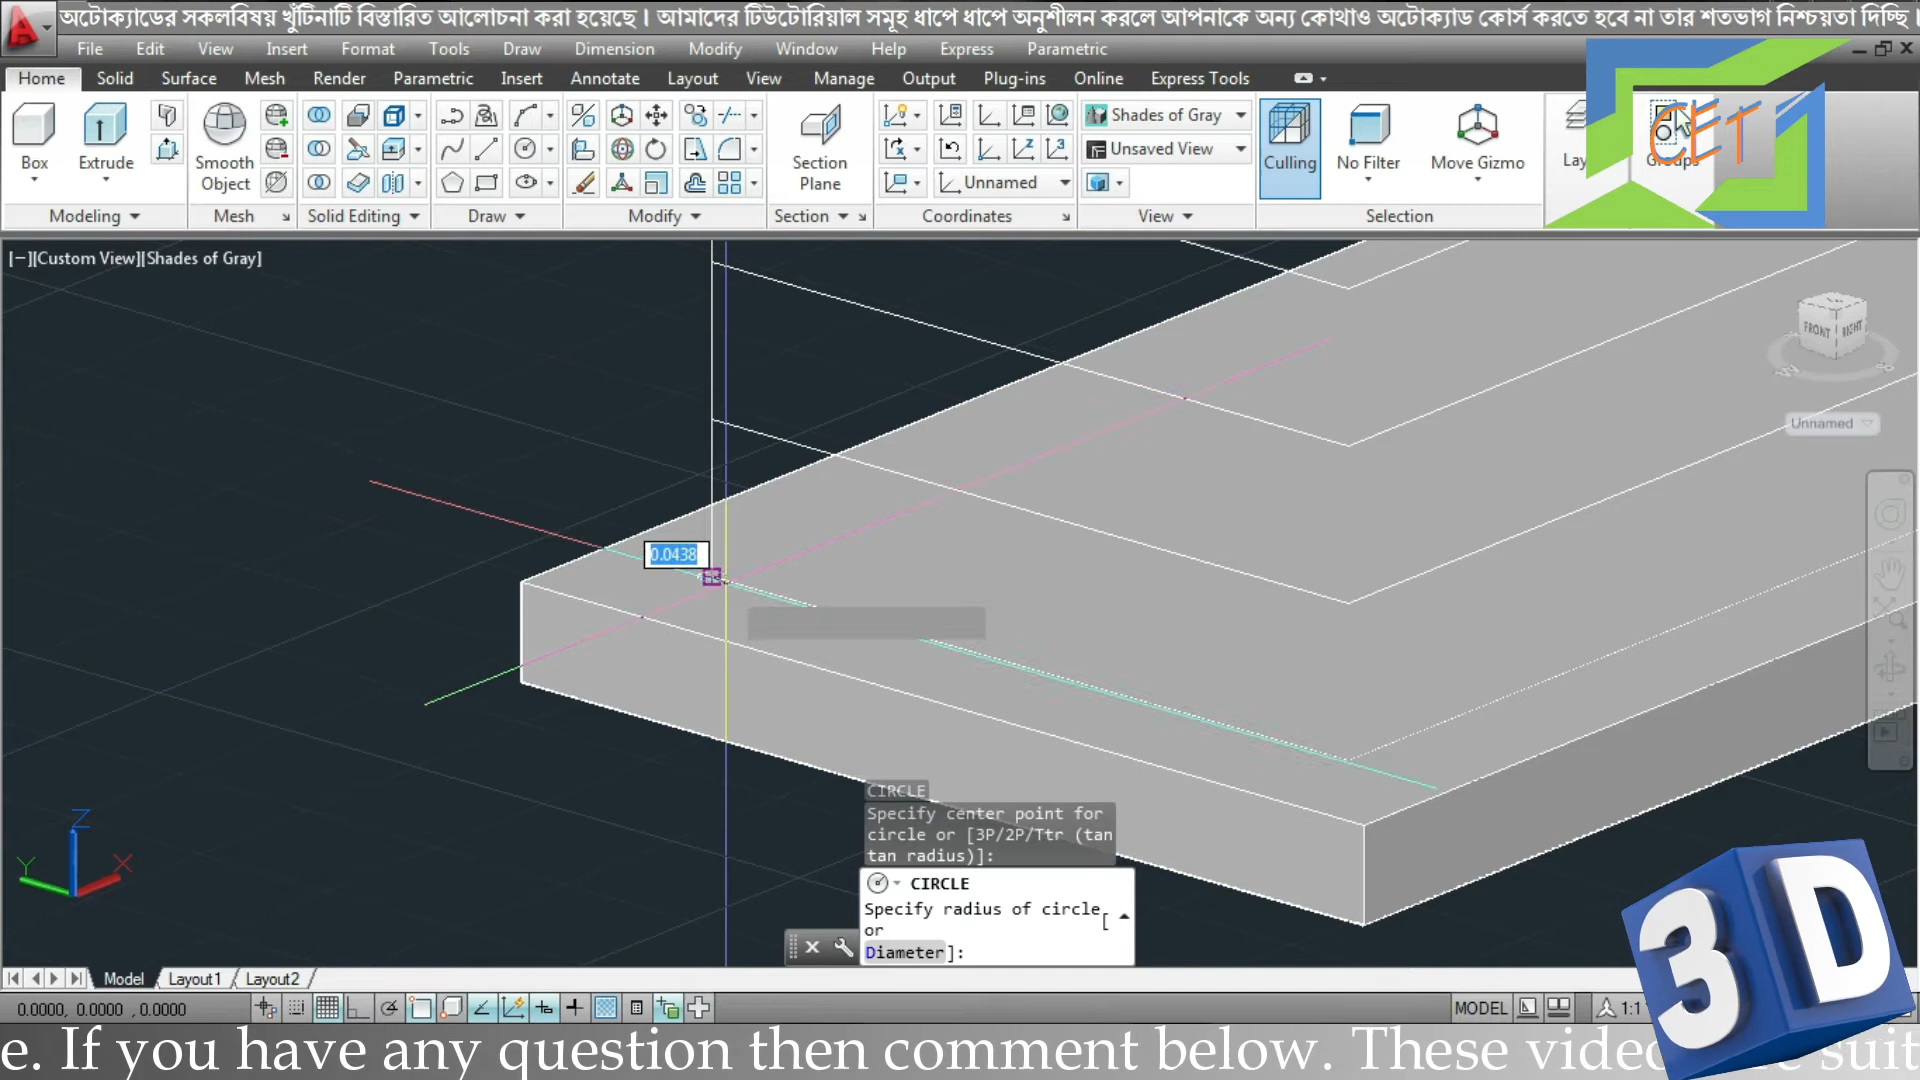 অটোক্যাডের সকলবিষয় খুঁটিনাটি বিস্তারিত আলোচনা করা হয়েছে। আমাদের টিউটোরিয়াল সমূহ ধাপে ধাপে অনুশীলন করলে আপনাকে অন্য কোথাও অটোক্যাড কোর্স করতে হবে না তার শতভাগ নিশ্চয়তা দিচ্ছি।
File Edit View Insert Format Tools Draw Dimension Modify Window Help Express Parametric
Home Solid Surface Mesh Render Parametric Insert Annotate Layout View Manage Output Plug-ins Online Express Tools
Shades of Gray
Unsaved View
Unnamed
Box Extrude Smooth Object Section Plane Culling No Filter Move Gizmo Lay Groups
CET
Modeling Mesh Solid Editing Draw Modify Section Coordinates View Selection
[−][Custom View][Shades of Gray]
FRONT RIGHT
Unnamed
0.0438
CIRCLE
Specify center point for
circle or [3P/2P/Ttr (tan
tan radius)]:
CIRCLE
Specify radius of circle
or [
Diameter]:
Z
Y X
Model Layout1 Layout2
0.0000, 0.0000 , 0.0000 MODEL 1:1
3D
e. If you have any question then comment below. These video suit